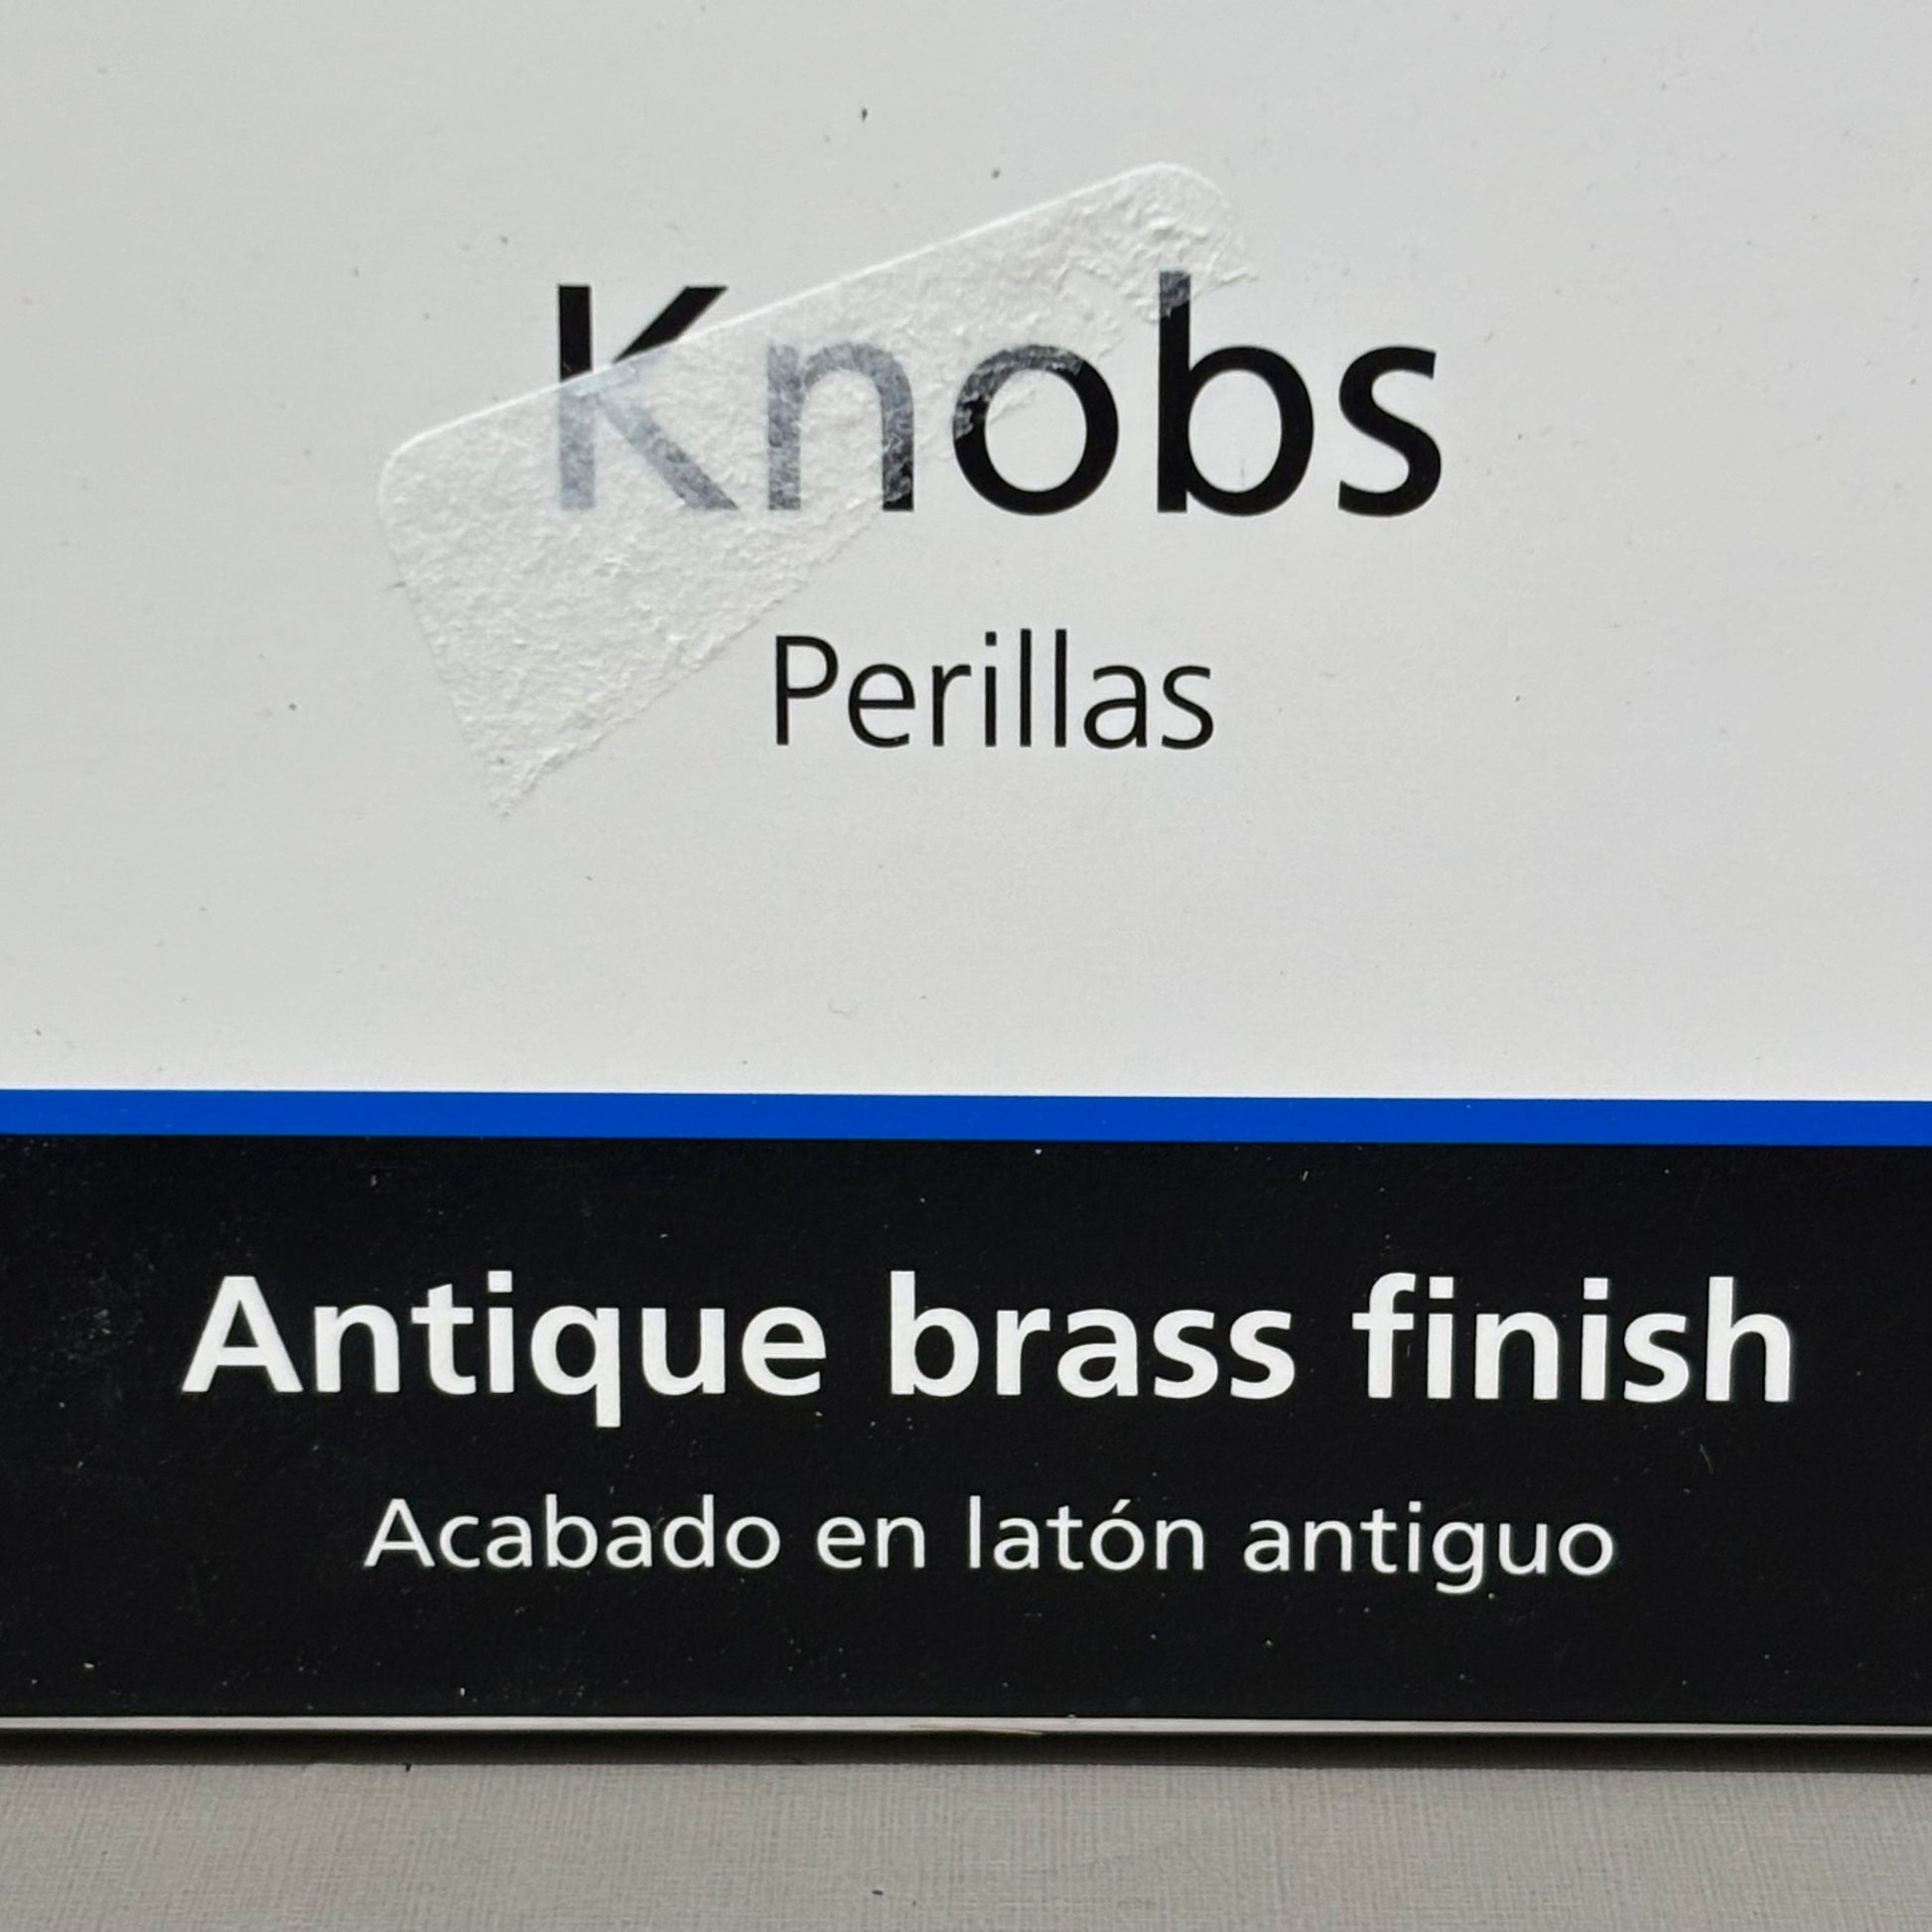 Knobs
Perillas
Antique brass finish
Acabado en latón antiguo